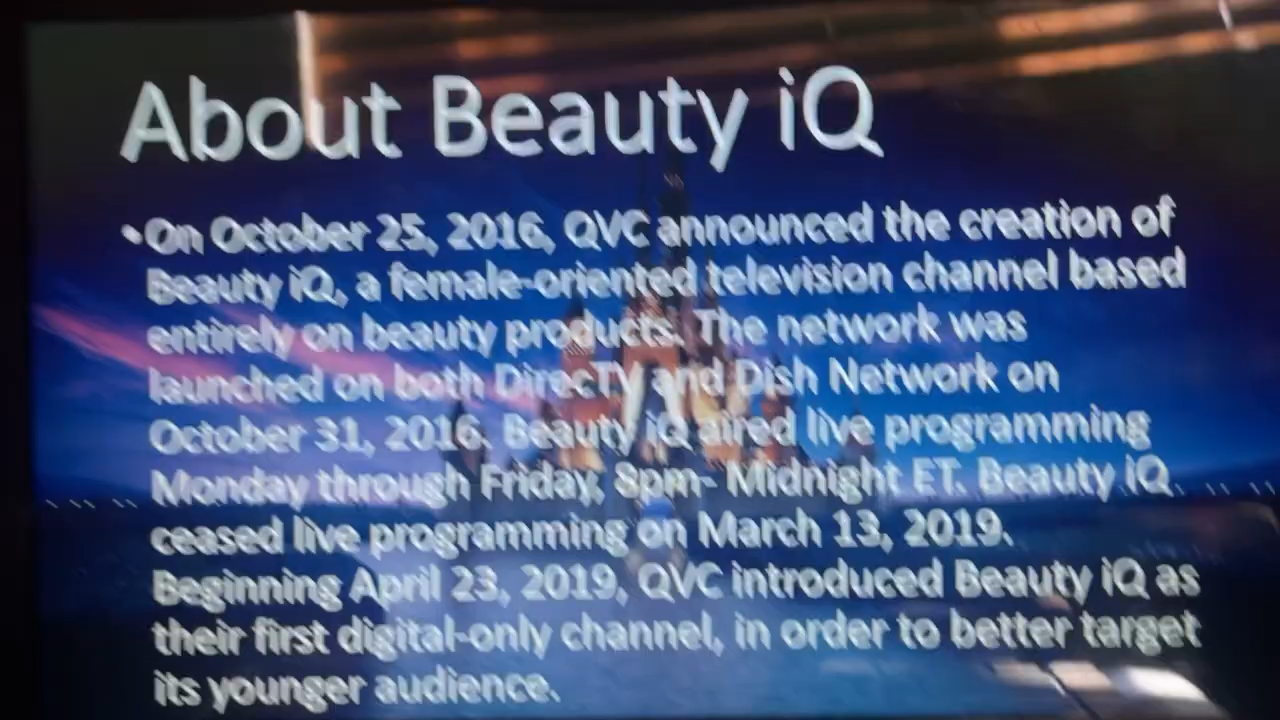 About Beauty iQ
•On October 25, 2016, QVC announced the creation of
Beauty iQ, a female-oriented television channel based
entirely on beauty products. The network was
launched on both DirecTV and Dish Network on
October 31, 2016. Beauty iQ aired live programming
Monday through Friday, 8pm- Midnight ET. Beauty iQ
ceased live programming on March 13, 2019.
Beginning April 23, 2019, QVC introduced Beauty iQ as
their first digital-only channel, in order to better target
its younger audience.